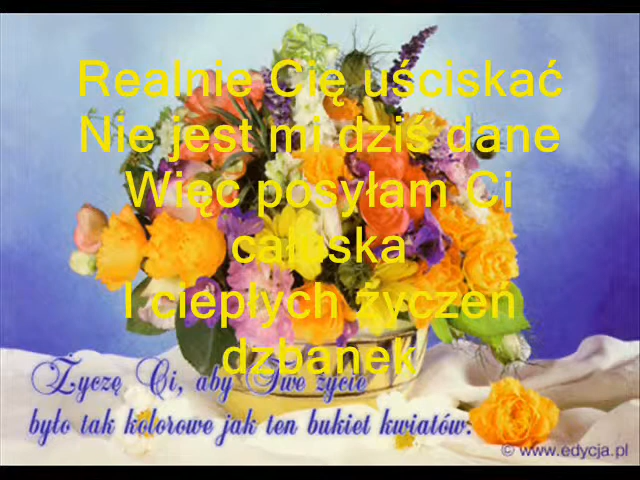 Realnie Cię uściskać
Nie jest mi dziś dane
Więc posyłam Ci
całuska
I ciepłych życzeń
dzbanek
Życzę Ci, aby Twe życie
było tak kolorowe jak ten bukiet kwiatów.
© www.edycja.pl